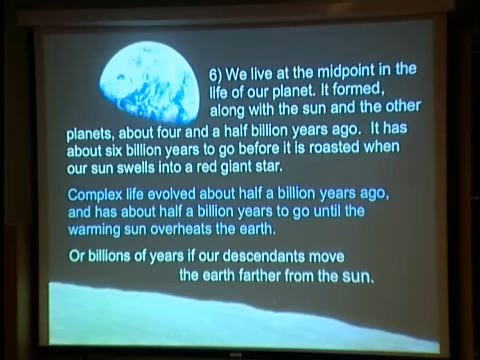 6) We live at the midpoint in the
life of our planet. It formed,
along with the sun and the other
planets, about four and a half billion years ago. It has
about six billion years to go before it is roasted when
our sun swells into a red giant star.
Complex life evolved about half a billion years ago,
and has about half a billion years to go until the
warming sun overheats the earth.
Or billions of years if our descendants move
the earth farther from the sun.